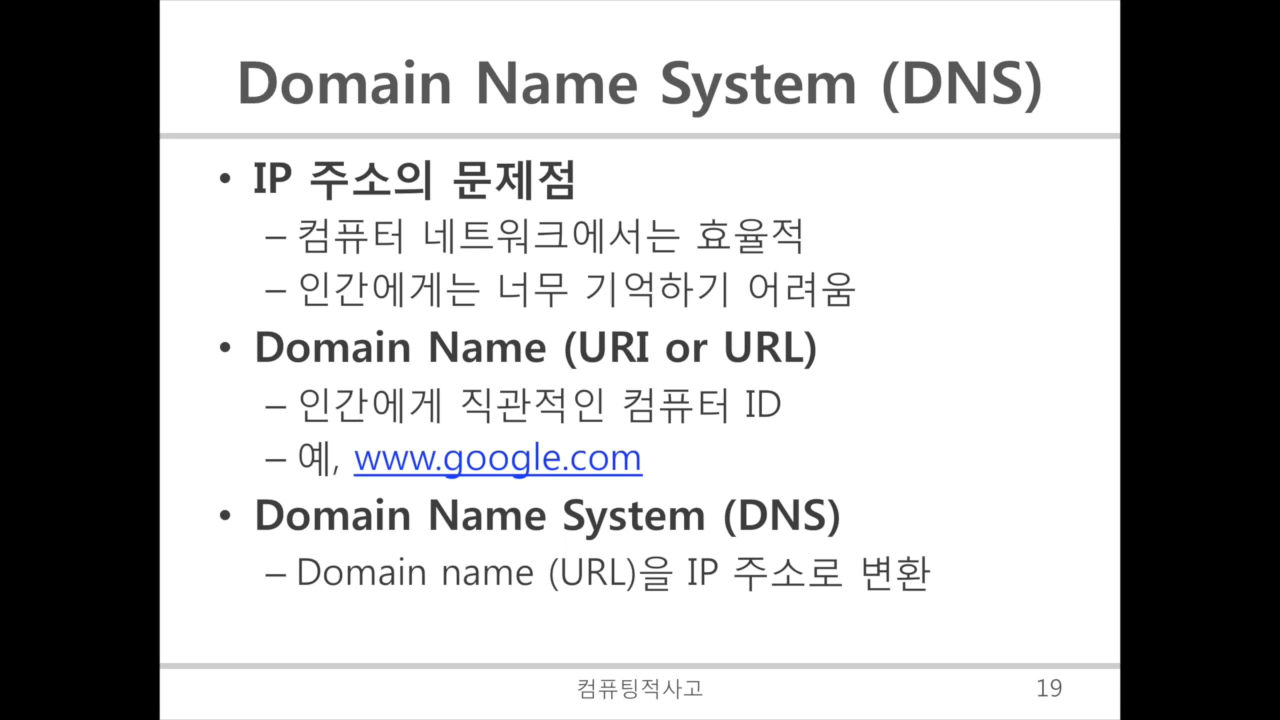 Domain Name System (DNS)
• IP 주소의 문제점
– 컴퓨터 네트워크에서는 효율적
– 인간에게는 너무 기억하기 어려움
• Domain Name (URI or URL)
– 인간에게 직관적인 컴퓨터 ID
– 예, www.google.com
• Domain Name System (DNS)
– Domain name (URL)을 IP 주소로 변환
컴퓨팅적사고
19